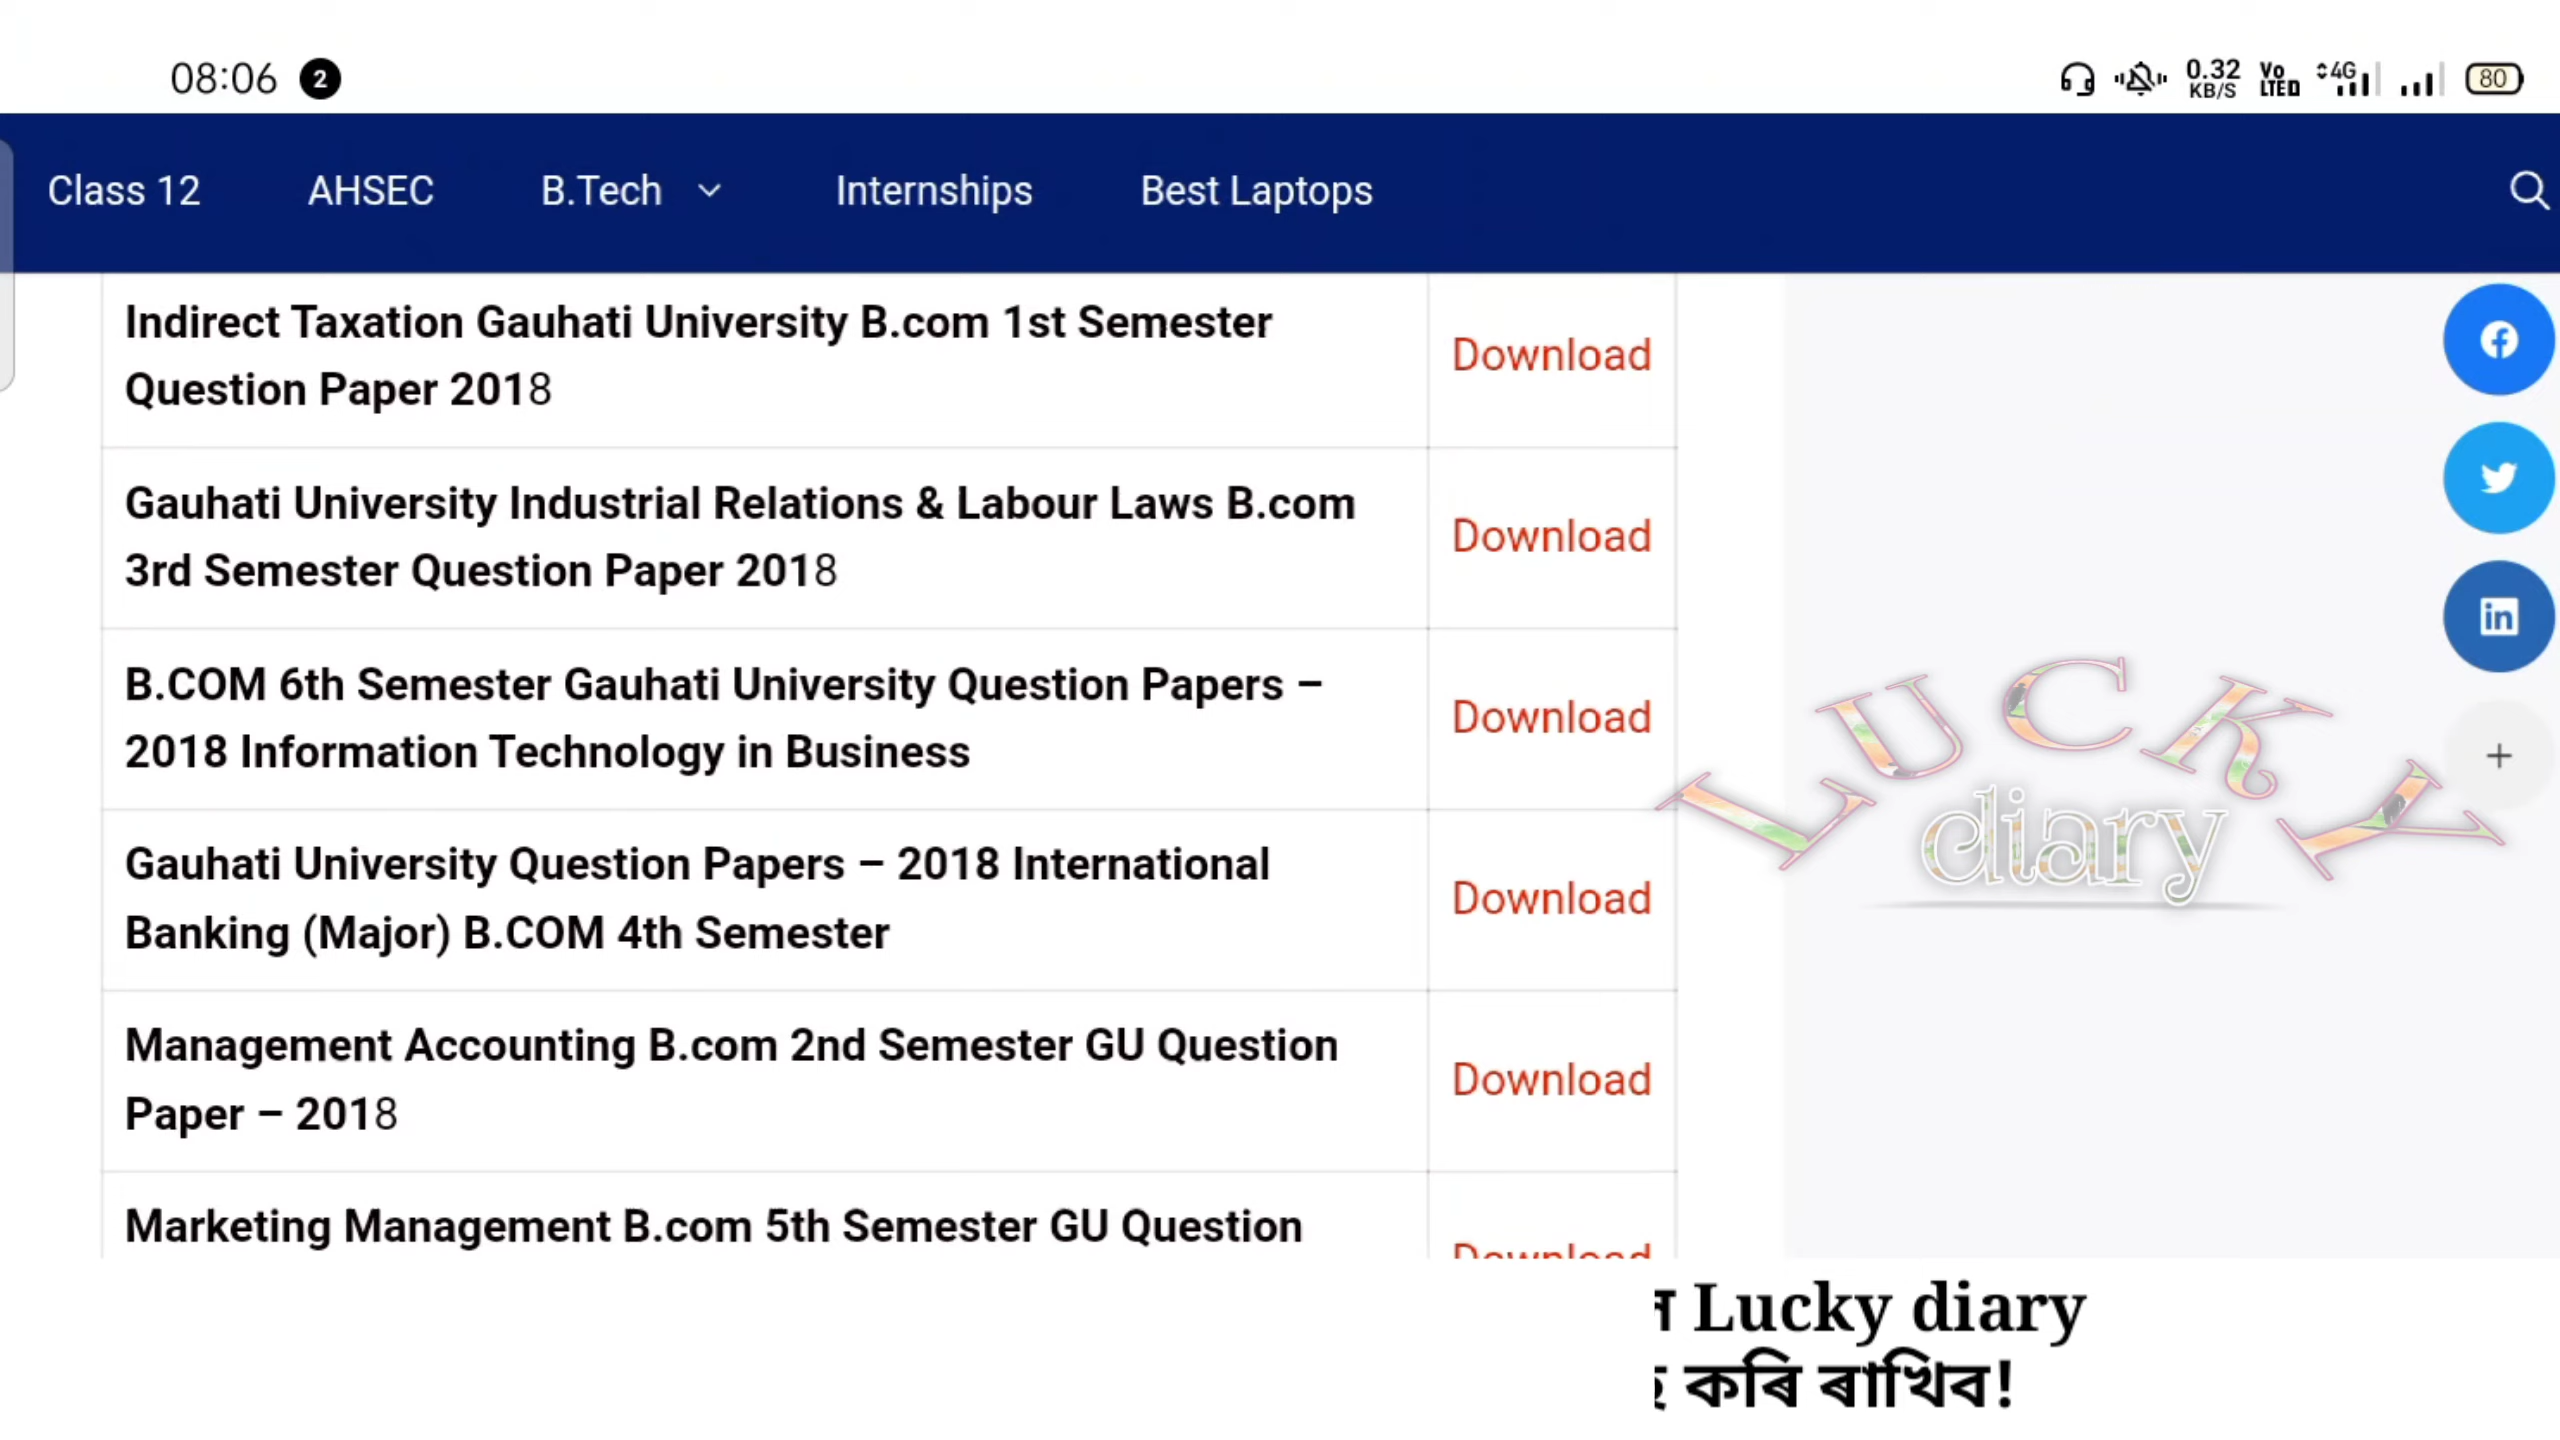 08:06 2 0.32 KB/S Vo LTE 4G 80
Class 12 AHSEC B.Tech Internships Best Laptops
Indirect Taxation Gauhati University B.com 1st Semester
Question Paper 2018
Download
Gauhati University Industrial Relations & Labour Laws B.com
3rd Semester Question Paper 2018
Download
B.COM 6th Semester Gauhati University Question Papers –
2018 Information Technology in Business
Download
Gauhati University Question Papers – 2018 International
Banking (Major) B.COM 4th Semester
Download
Management Accounting B.com 2nd Semester GU Question
Paper – 2018
Download
Marketing Management B.com 5th Semester GU Question
Download
in
LUCKY
diary
Lucky diary
কৰি ৰাখিব!